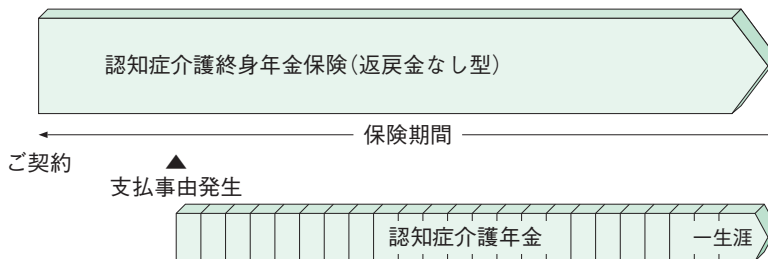 認知症介護終身年金保険(返戻金なし型)
保険期間
ご契約
支払事由発生
認知症介護年金
一生涯